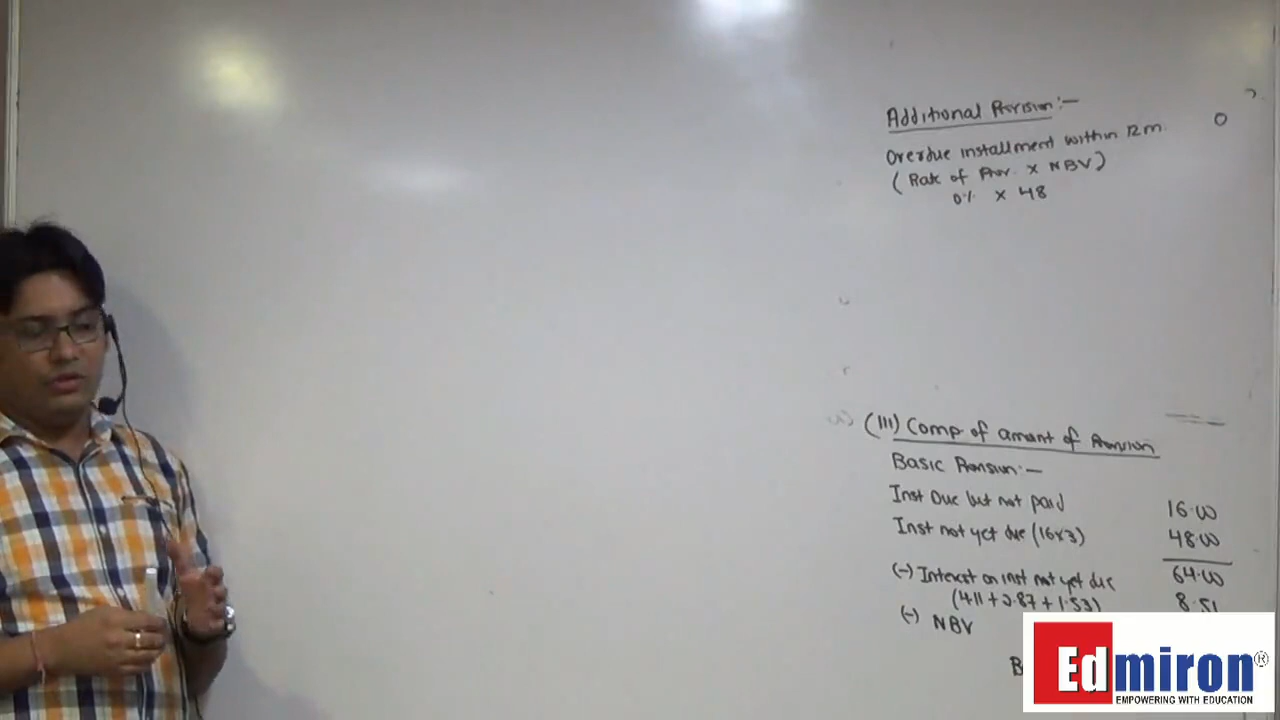 Additional Provision:-
Overdue installment within 12m. 0
(Rate of Prov. x NBV)
0% x 48
(III) Comp of amount of Provision
Basic Provision:-
Inst Due but not paid 16.00
Inst not yet due (16x3) 48.00
64.00
(-) Interest on inst not yet due
(4.11+2.87+1.53) 8.51
(-) NBV
B
Edmiron®
EMPOWERING WITH EDUCATION